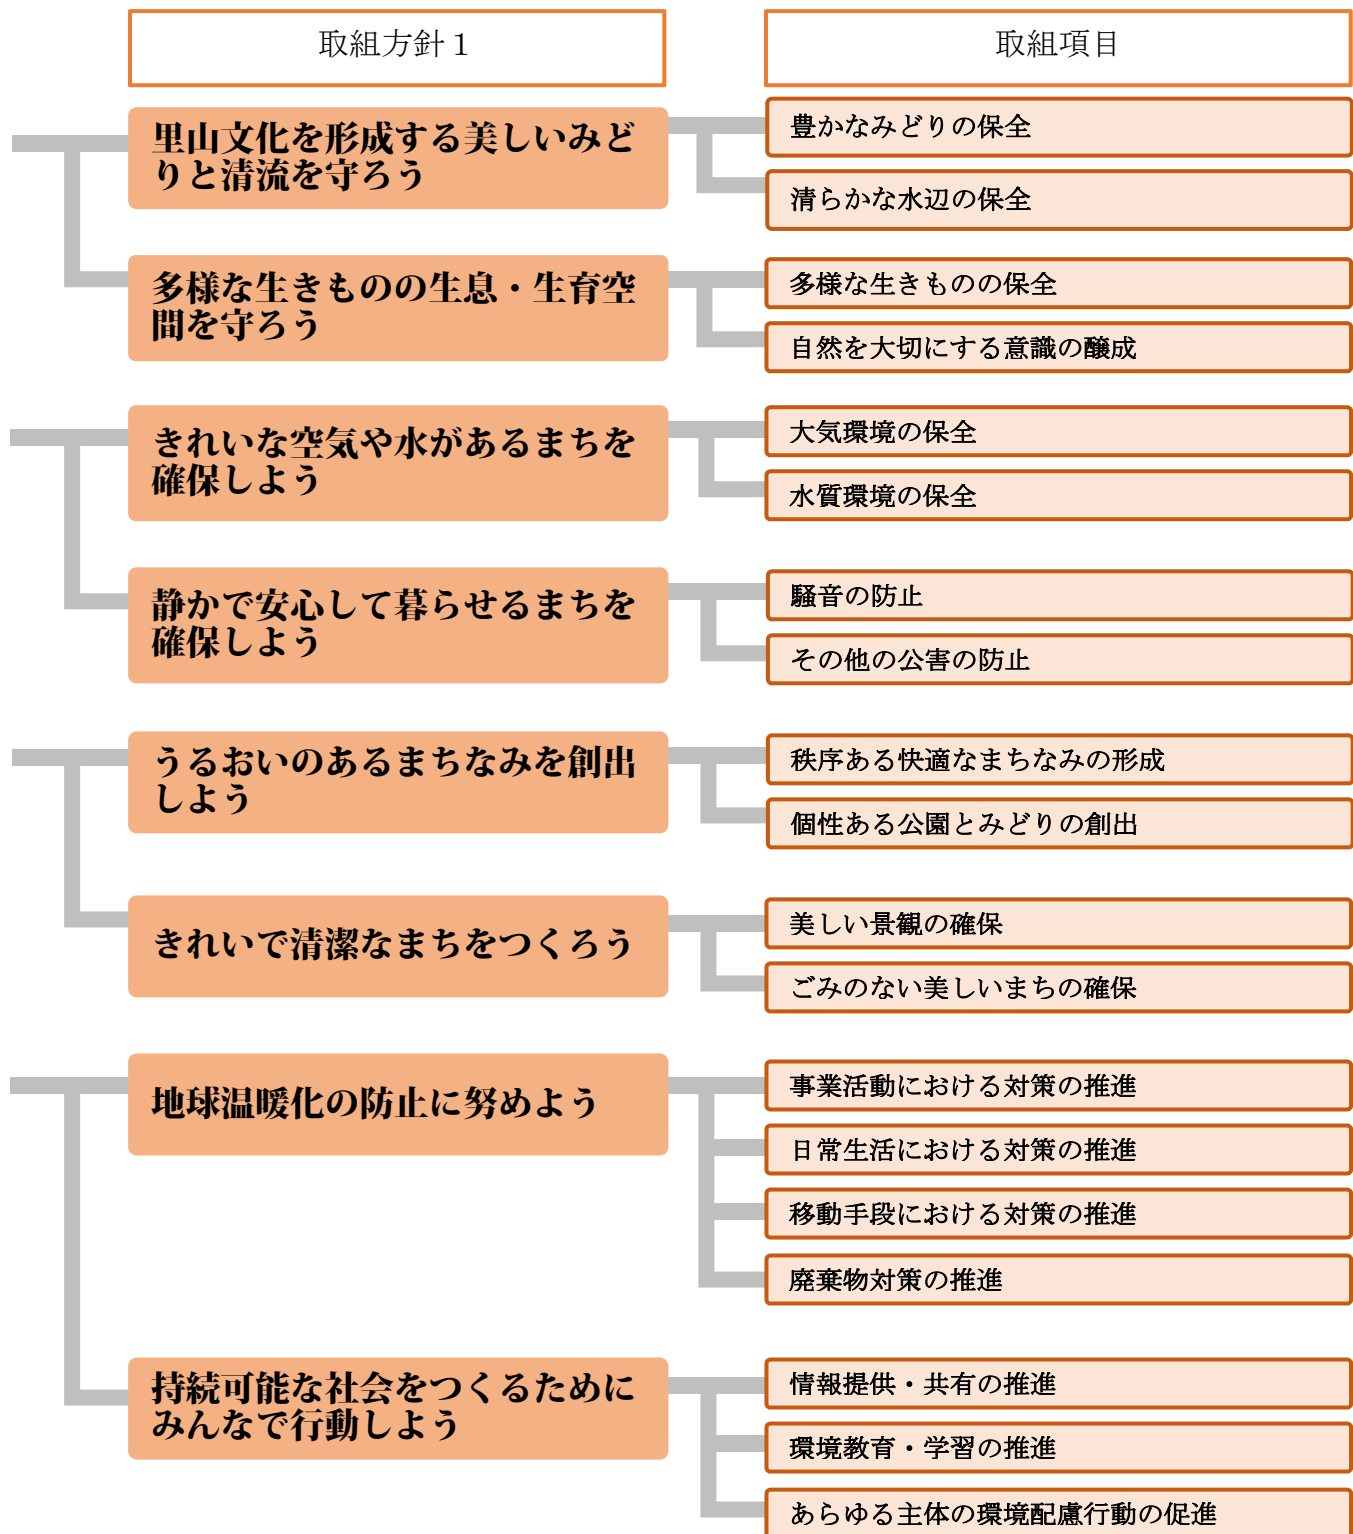 取組方針１
取組項目
里山文化を形成する美しいみど
りと清流を守ろう
豊かなみどりの保全
清らかな水辺の保全
多様な生きものの生息・生育空
間を守ろう
多様な生きものの保全
自然を大切にする意識の醸成
きれいな空気や水があるまちを
確保しよう
大気環境の保全
水質環境の保全
静かで安心して暮らせるまちを
確保しよう
騒音の防止
その他の公害の防止
うるおいのあるまちなみを創出
しよう
秩序ある快適なまちなみの形成
個性ある公園とみどりの創出
きれいで清潔なまちをつくろう
美しい景観の確保
ごみのない美しいまちの確保
地球温暖化の防止に努めよう
事業活動における対策の推進
日常生活における対策の推進
移動手段における対策の推進
廃棄物対策の推進
持続可能な社会をつくるために
みんなで行動しよう
情報提供・共有の推進
環境教育・学習の推進
あらゆる主体の環境配慮行動の促進